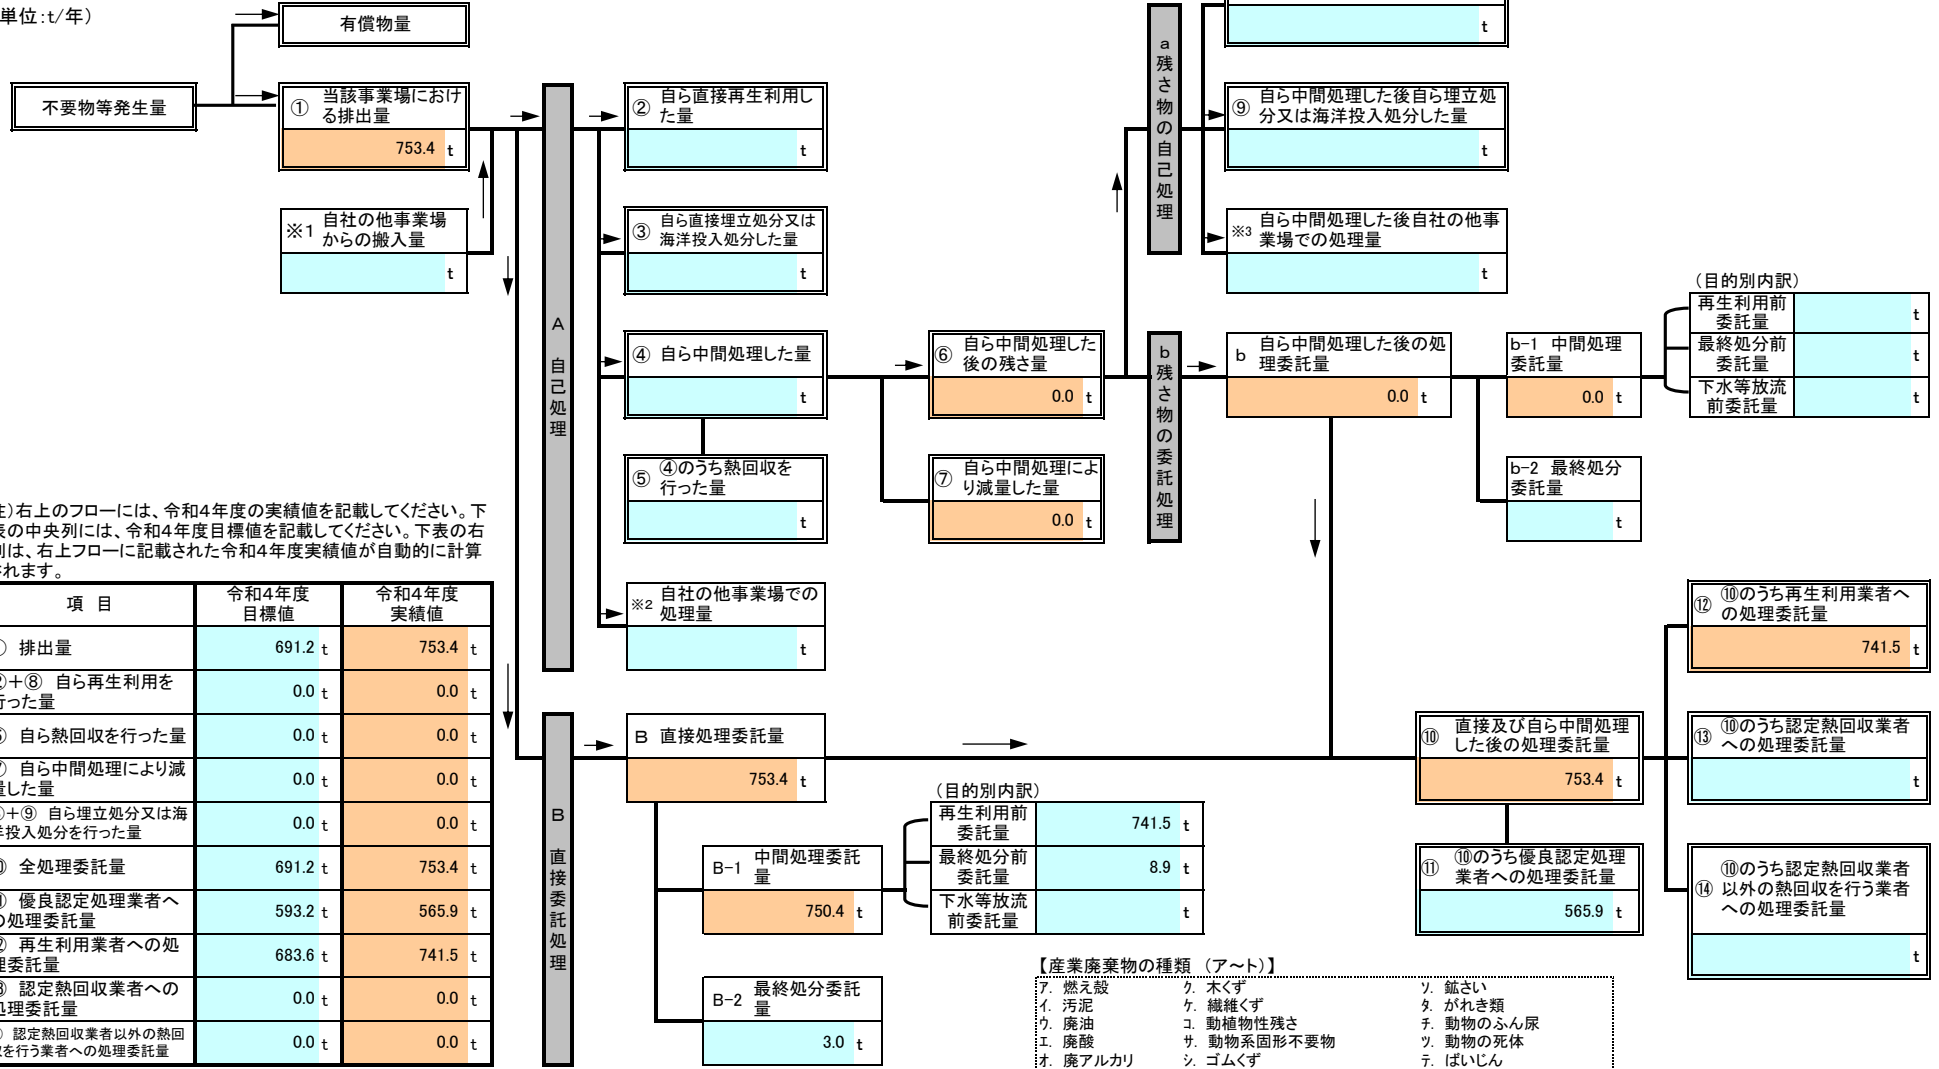 単位:t/年)
有償物量
不要物等発生量
① 当該事業場におけ
る排出量
753.4 t
※1 自社の他事業場
からの搬入量
t
A 自己処理
② 自ら直接再生利用し
た量
t
③ 自ら直接埋立処分又は
海洋投入処分した量
t
④ 自ら中間処理した量
t
⑤ ④のうち熱回収を
行った量
t
※2 自社の他事業場での
処理量
t
⑥ 自ら中間処理した
後の残さ量
0.0 t
⑦ 自ら中間処理によ
り減量した量
0.0 t
a 残さ物の自己処理
t
⑨ 自ら中間処理した後自ら埋立処
分又は海洋投入処分した量
t
※3 自ら中間処理した後自社の他事
業場での処理量
t
b 残さ物の委託処理
b 自ら中間処理した後の処
理委託量
0.0 t
b-1 中間処理
委託量
0.0 t
b-2 最終処分
委託量
t
(目的別内訳)
再生利用前
委託量
t
最終処分前
委託量
t
下水等放流
前委託量
t
)右上のフローには、令和4年度の実績値を記載してください。下
表の中央列には、令和4年度目標値を記載してください。下表の右
列は、右上フローに記載された令和4年度実績値が自動的に計算
されます。
項 目 令和4年度
目標値 令和4年度
実績値
排出量 691.2 t 753.4 t
②+⑧ 自ら再生利用を
行った量 0.0 t 0.0 t
自ら熱回収を行った量 0.0 t 0.0 t
⑦ 自ら中間処理により減
量した量 0.0 t 0.0 t
+⑨ 自ら埋立処分又は海
洋投入処分を行った量 0.0 t 0.0 t
全処理委託量 691.2 t 753.4 t
優良認定処理業者へ
の処理委託量 593.2 t 565.9 t
再生利用業者への処
理委託量 683.6 t 741.5 t
認定熱回収業者への
処理委託量 0.0 t 0.0 t
認定熱回収業者以外の熱回
収を行う業者への処理委託量 0.0 t 0.0 t
B 直接委託処理
B 直接処理委託量
753.4 t
B-1 中間処理委託
量
750.4 t
B-2 最終処分委託
量
3.0 t
(目的別内訳)
再生利用前
委託量
741.5 t
最終処分前
委託量
8.9 t
下水等放流
前委託量
t
⑩ 直接及び自ら中間処理
した後の処理委託量
753.4 t
⑪ ⑩のうち優良認定処理
業者への処理委託量
565.9 t
⑫ ⑩のうち再生利用業者へ
の処理委託量
741.5 t
⑬ ⑩のうち認定熱回収業者
への処理委託量
t
⑭ ⑩のうち認定熱回収業者
以外の熱回収を行う業者
への処理委託量
t
【産業廃棄物の種類 (ア~ト)】
ア. 燃え殻 ク. 木くず ソ. 鉱さい
イ. 汚泥 ケ. 繊維くず タ. がれき類
ウ. 廃油 コ. 動植物性残さ チ. 動物のふん尿
エ. 廃酸 サ. 動物系固形不要物 ツ. 動物の死体
オ. 廃アルカリ シ. ゴムくず テ. ばいじん